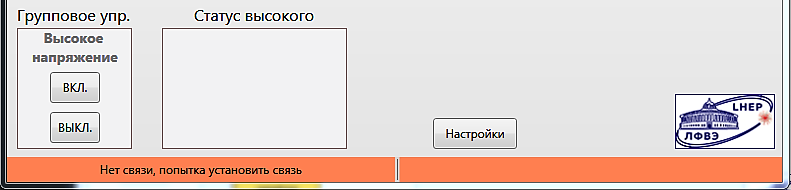 Групповое упр.
Статус высокого
Высокое
напряжение
ВКЛ.
ВЫКЛ.
Настройки
LHEP
ЛФВЭ
Нет связи, попытка установить связь